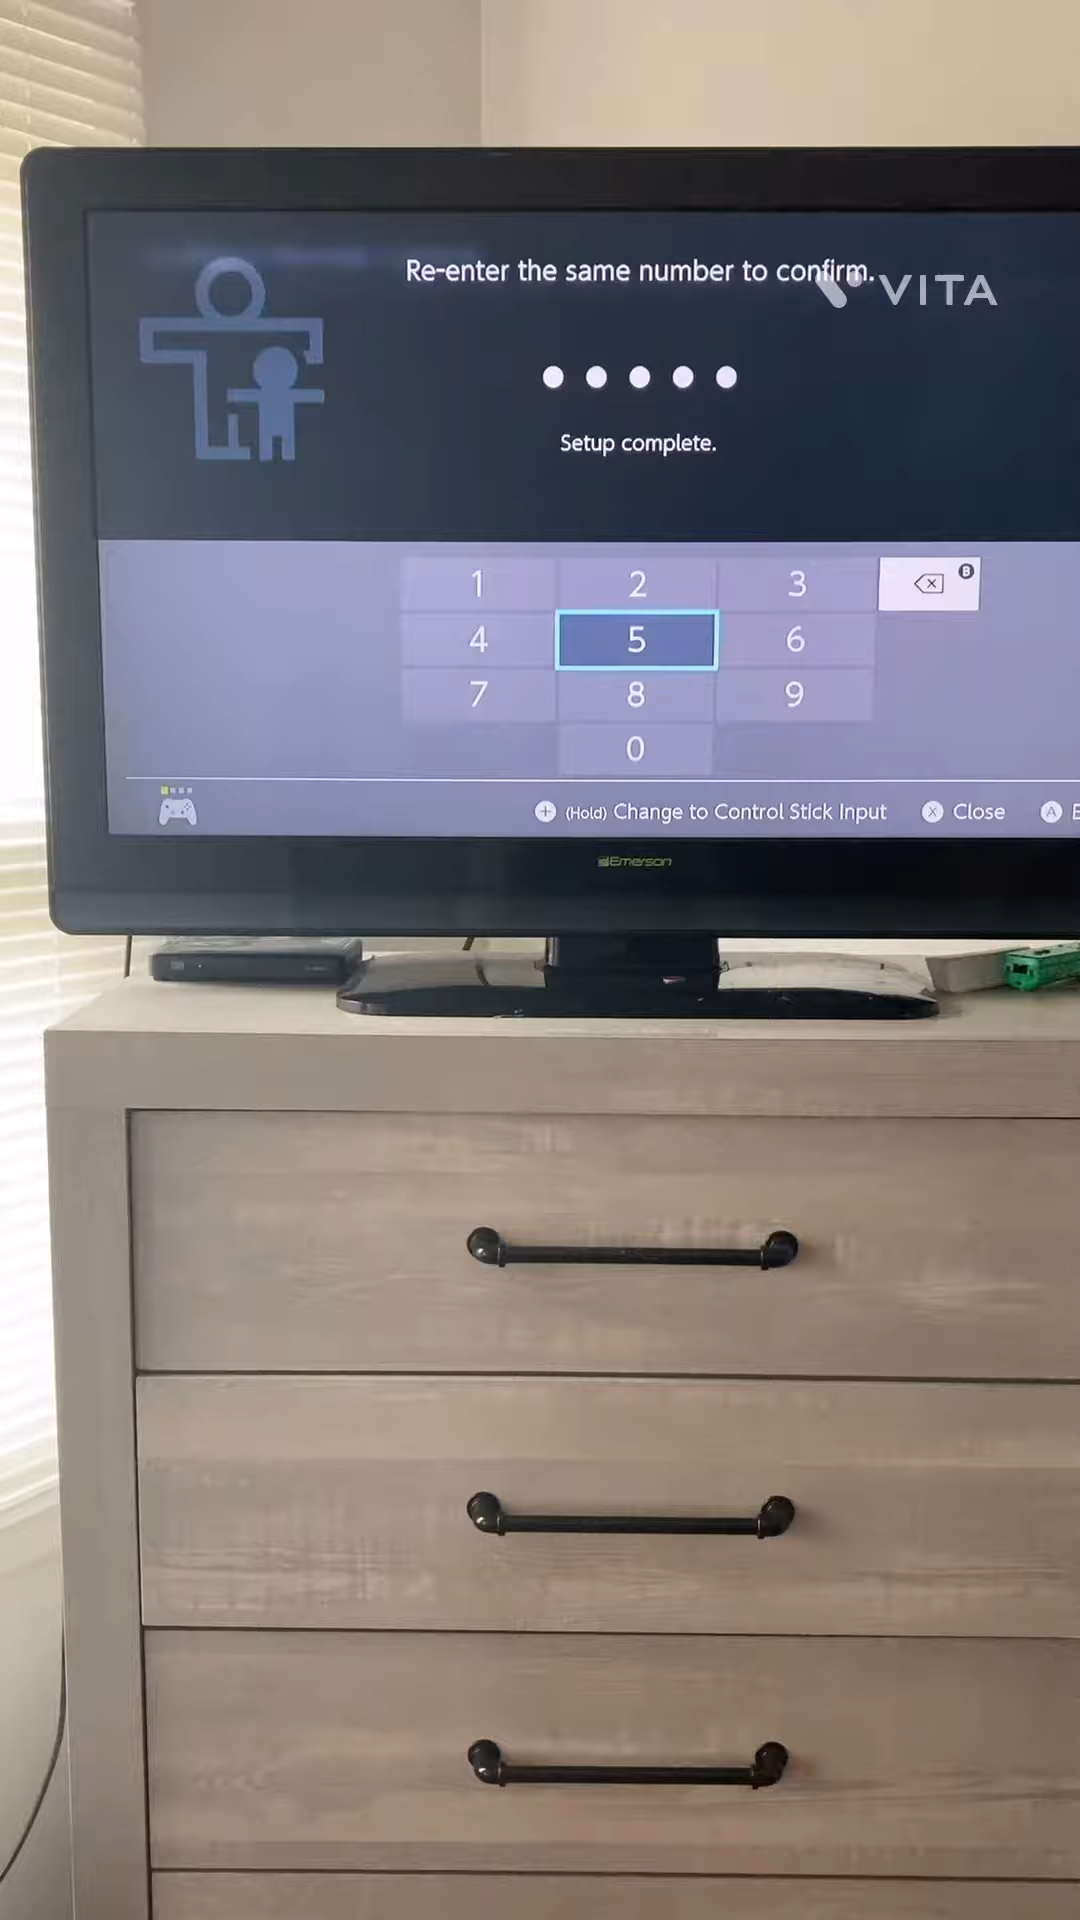 Re-enter the same number to confirm.
VITA
Setup complete.
1 2 3
B
4 5 6
7 8 9
0
+ (Hold) Change to Control Stick Input X Close A
Emerson